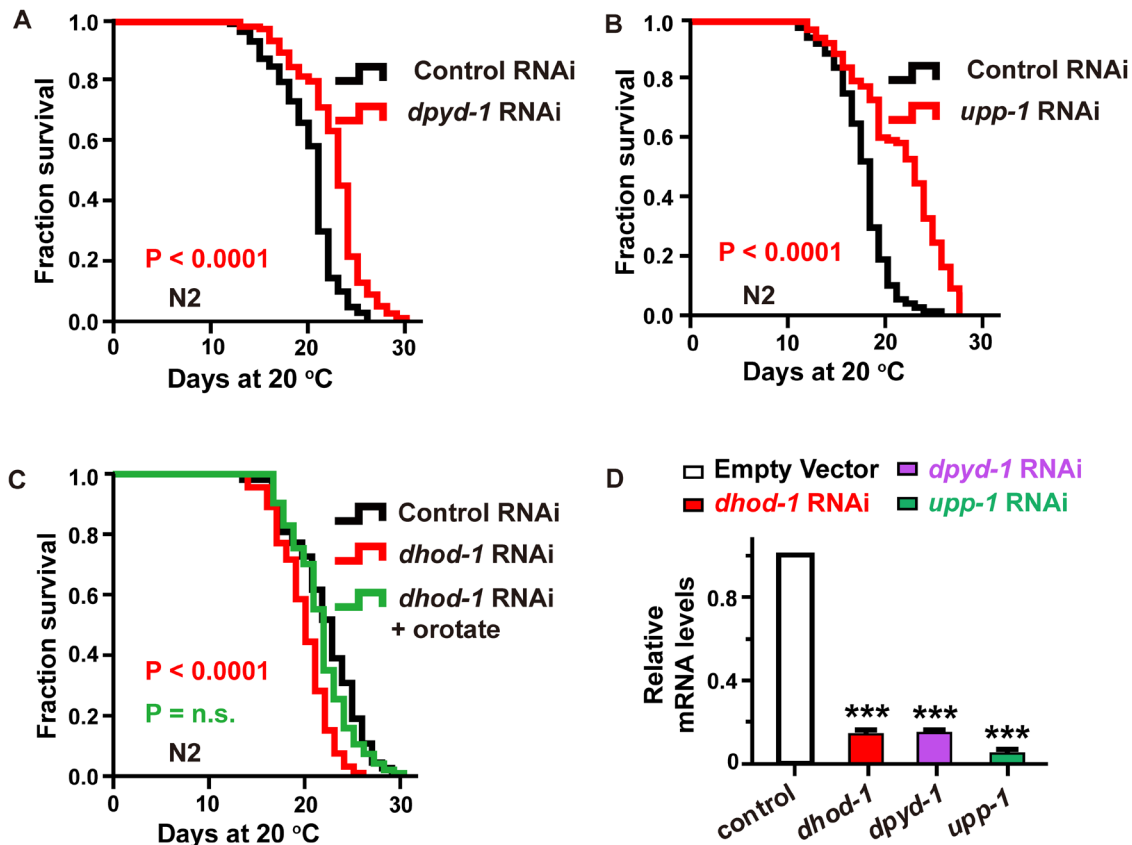 A
Fraction survival
1.0
0.8
0.6
0.4
0.2
0.0
Control RNAi
dpyd-1 RNAi
P < 0.0001
N2
0
10
20
30
Days at 20 °C
B
Fraction survival
1.0
0.8
0.6
0.4
0.2
0.0
Control RNAi
upp-1 RNAi
P < 0.0001
N2
0
10
20
30
Days at 20 °C
C
Fraction survival
1.0
0.8
0.6
0.4
0.2
0.0
Control RNAi
dhod-1 RNAi
dhod-1 RNAi
+ orotate
P < 0.0001
P = n.s.
N2
0
10
20
30
Days at 20 °C
D
Empty Vector
dpyd-1 RNAi
dhod-1 RNAi
upp-1 RNAi
Relative
mRNA levels
0.8
0.4
0
***
***
***
control
dhod-1
dpyd-1
upp-1